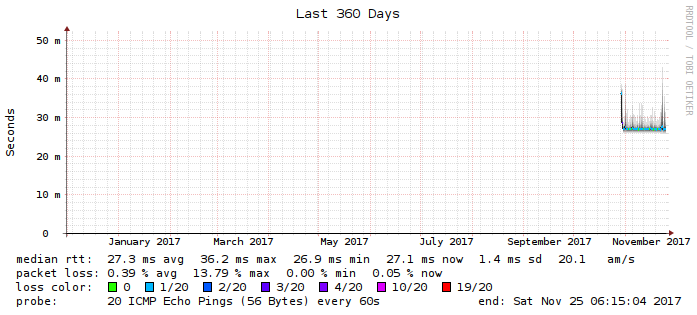 Last 360 Days
RRDTOOL / TOBI OETIKER
Seconds
50 m
40 m
30 m
20 m
10 m
0
January 2017 March 2017 May 2017 July 2017 September 2017 November 2017
median rtt: 27.3 ms avg 36.2 ms max 26.9 ms min 27.1 ms now 1.4 ms sd 20.1 am/s
packet loss: 0.39 % avg 13.79 % max 0.00 % min 0.05 % now
loss color: 0 1/20 2/20 3/20 4/20 10/20 19/20
probe: 20 ICMP Echo Pings (56 Bytes) every 60s end: Sat Nov 25 06:15:04 2017